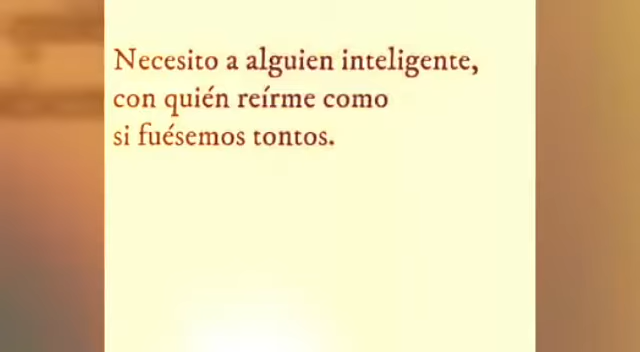 Necesito a alguien inteligente,
con quién reírme como
si fuésemos tontos.